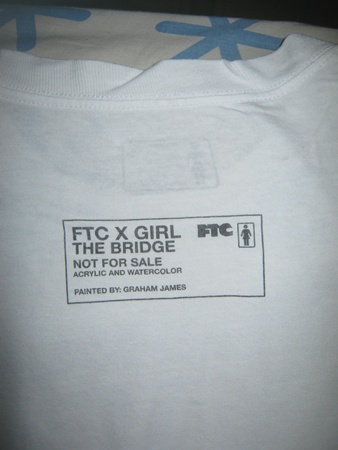 FTC X GIRL
THE BRIDGE
NOT FOR SALE
ACRYLIC AND WATERCOLOR
PAINTED BY: GRAHAM JAMES
FTC